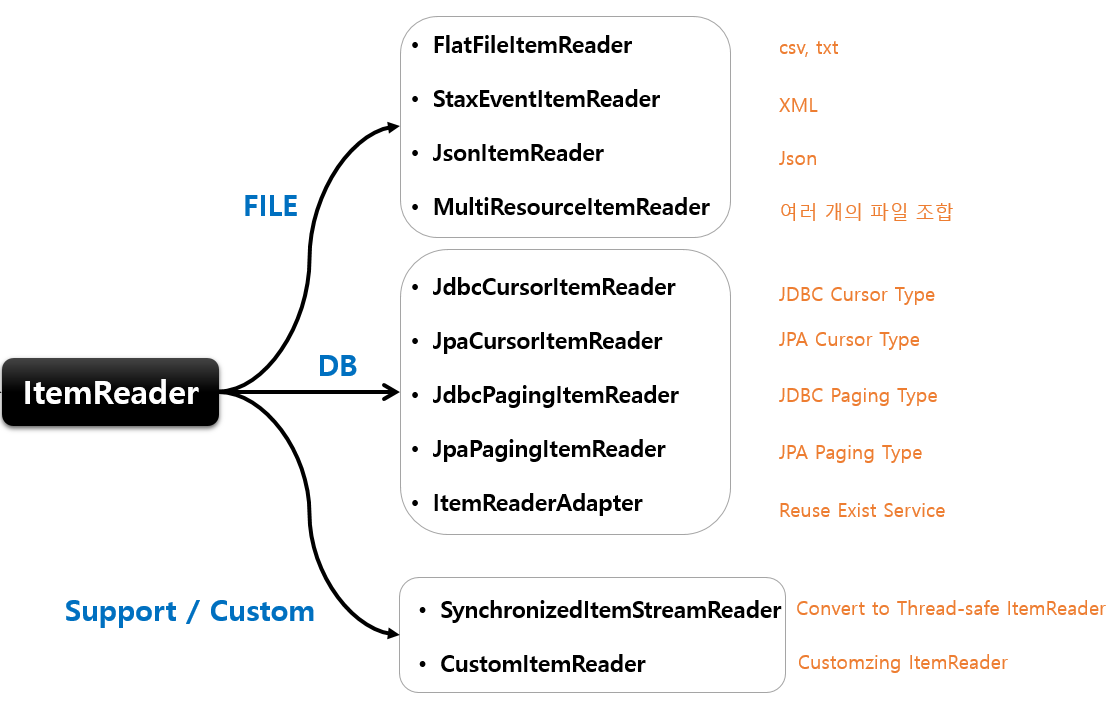 FlatFileItemReader
csv, txt
StaxEventItemReader
XML
JsonItemReader
Json
MultiResourceItemReader
여러 개의 파일 조합
FILE
JdbcCursorItemReader
JDBC Cursor Type
JpaCursorItemReader
JPA Cursor Type
DB
ItemReader
JdbcPagingItemReader
JDBC Paging Type
JpaPagingItemReader
JPA Paging Type
ItemReaderAdapter
Reuse Exist Service
Support / Custom
SynchronizedItemStreamReader
Convert to Thread-safe ItemReader
CustomItemReader
Customzing ItemReader